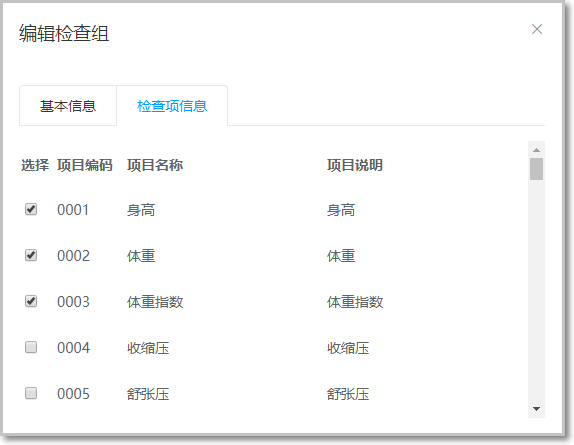 编辑检查组
基本信息 检查项信息
选择 项目编码 项目名称 项目说明
0001 身高 身高
0002 体重 体重
0003 体重指数 体重指数
0004 收缩压 收缩压
0005 舒张压 舒张压